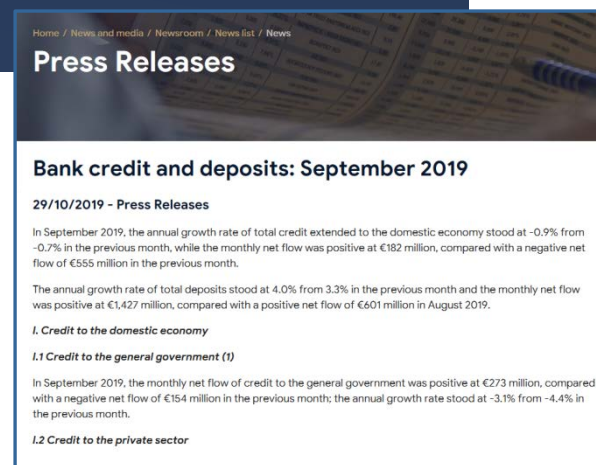 Home / News and media / Newsroom / News list / News
Press Releases
Bank credit and deposits: September 2019
29/10/2019 - Press Releases
In September 2019, the annual growth rate of total credit extended to the domestic economy stood at -0.9% from
-0.7% in the previous month, while the monthly net flow was positive at €182 million, compared with a negative net
flow of €555 million in the previous month.
The annual growth rate of total deposits stood at 4.0% from 3.3% in the previous month and the monthly net flow
was positive at €1,427 million, compared with a positive net flow of €601 million in August 2019.
I. Credit to the domestic economy
I.1 Credit to the general government (1)
In September 2019, the monthly net flow of credit to the general government was positive at €273 million, compared
with a negative net flow of €154 million in the previous month; the annual growth rate stood at -3.1% from -4.4% in
the previous month.
I.2 Credit to the private sector